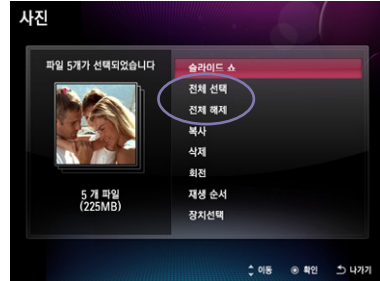 사진
파일 5개가 선택되었습니다
5 개 파일
(225MB)
슬라이드 쇼
전체 선택
전체 해제
복사
삭제
회전
재생 순서
장치선택
이동 확인 나가기